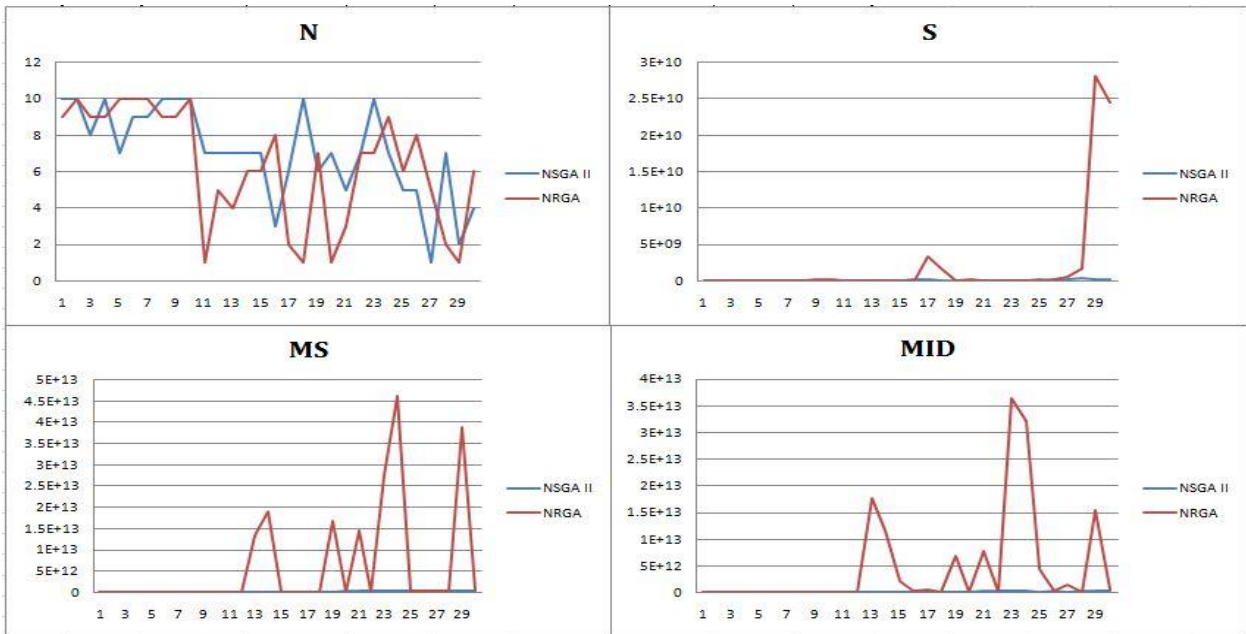 N
12
10
8
6
4
2
0
1 3 5 7 9 11 13 15 17 19 21 23 25 27 29
NSGA II
NRGA
S
3E+10
2.5E+10
2E+10
1.5E+10
1E+10
5E+09
0
1 3 5 7 9 11 13 15 17 19 21 23 25 27 29
NSGA II
NRGA
MS
5E+13
4.5E+13
4E+13
3.5E+13
3E+13
2.5E+13
2E+13
1.5E+13
1E+13
5E+12
0
1 3 5 7 9 11 13 15 17 19 21 23 25 27 29
NSGA II
NRGA
MID
4E+13
3.5E+13
3E+13
2.5E+13
2E+13
1.5E+13
1E+13
5E+12
0
1 3 5 7 9 11 13 15 17 19 21 23 25 27 29
NSGA II
NRGA